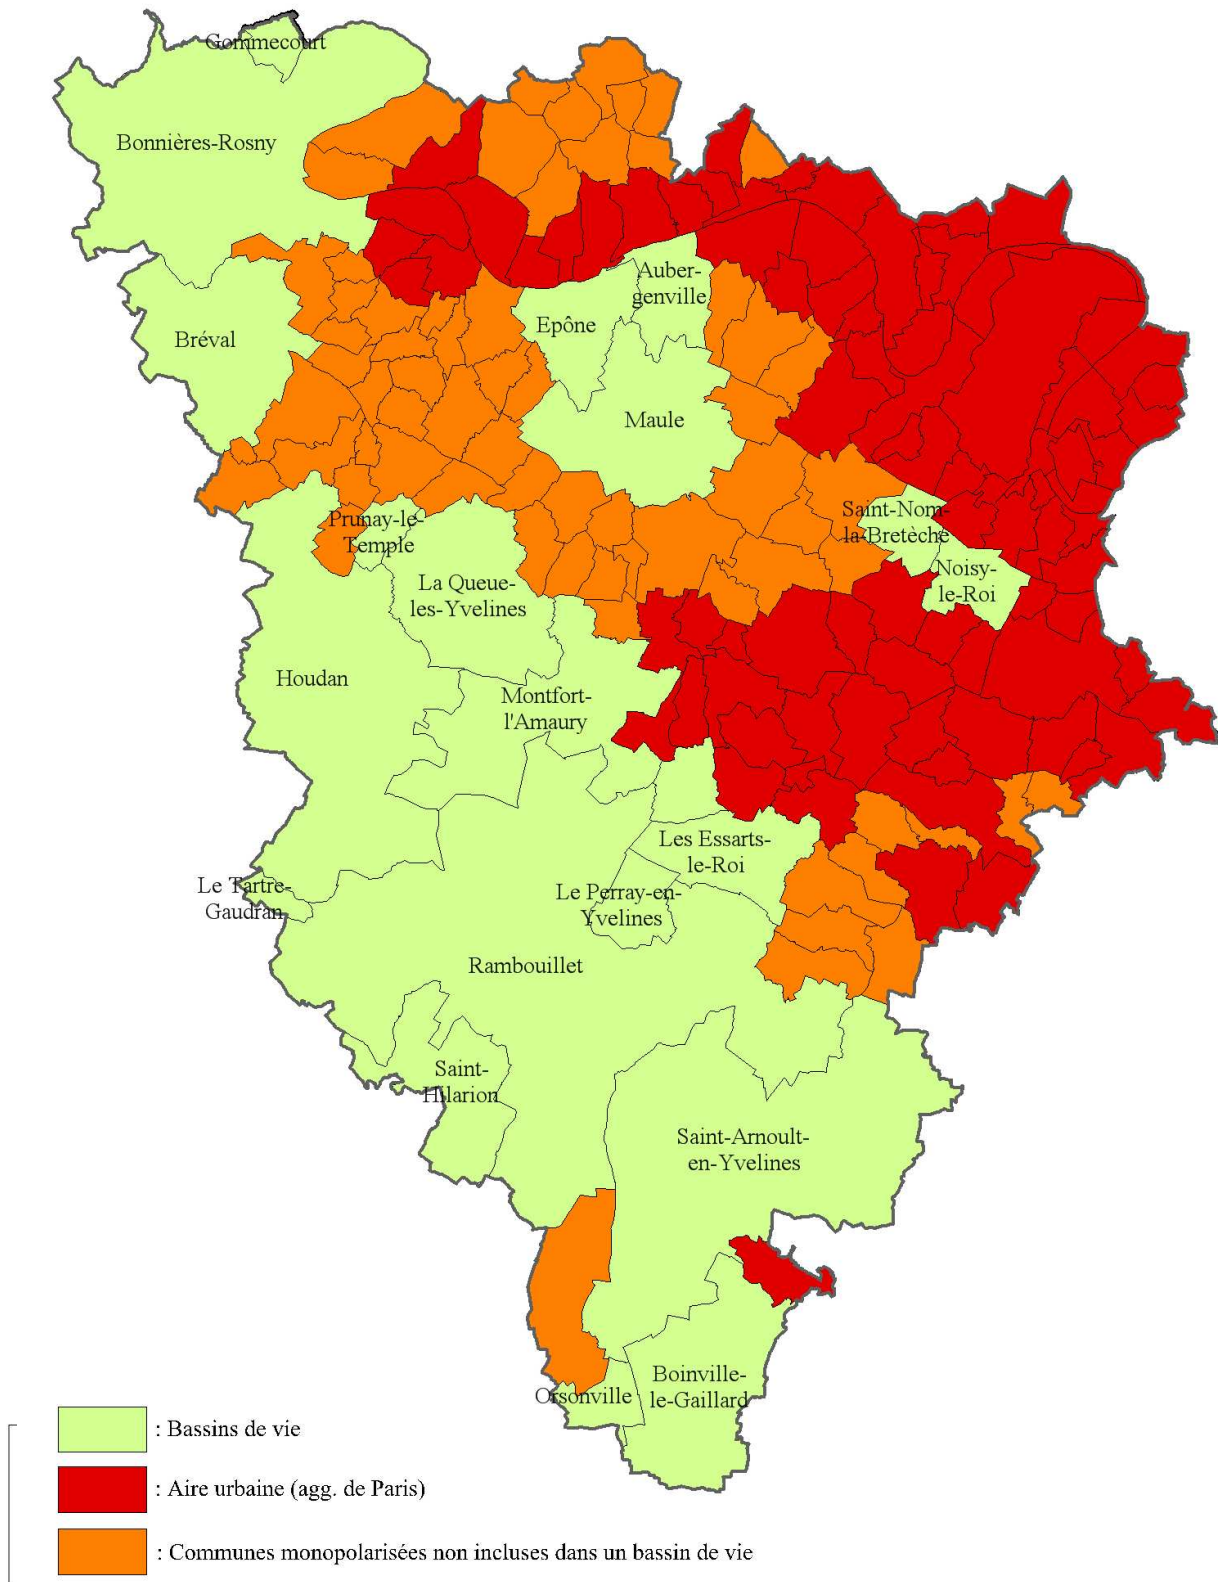 Gommecourt
Bonnières-Rosny
Auber-
genville
Epône
Bréval
Maule
Saint-Nom-
la-Bretèche
Prunay-le-
Temple
Noisy-
le-Roi
La Queue-
les-Yvelines
Houdan
Montfort-
l'Amaury
Les Essarts-
le-Roi
Le Tartre-
Gaudran
Le Perray-en-
Yvelines
Rambouillet
Saint-
Hilarion
Saint-Arnoult-
en-Yvelines
Boinville-
le-Gaillard
Orsonville
: Bassins de vie
: Aire urbaine (agg. de Paris)
: Communes monopolarisées non incluses dans un bassin de vie